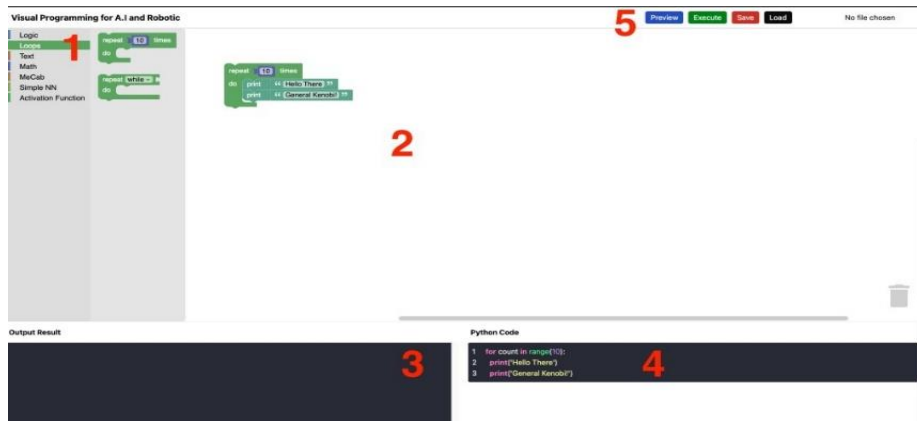 Visual Programming for A.I and Robotic
5
Preview
Execute
Save
Load
No file chosen
Logic
Loops
Text
Math
MeCab
Simple NN
Activation Function
1
repeat 10 times
do
repeat while
do
repeat 10 times
do print “ Hello There ”
print “ General Kenobi! ”
2
Output Result
3
Python Code
1 for count in range(10):
2 print('Hello There')
3 print('General Kenobi!')
4